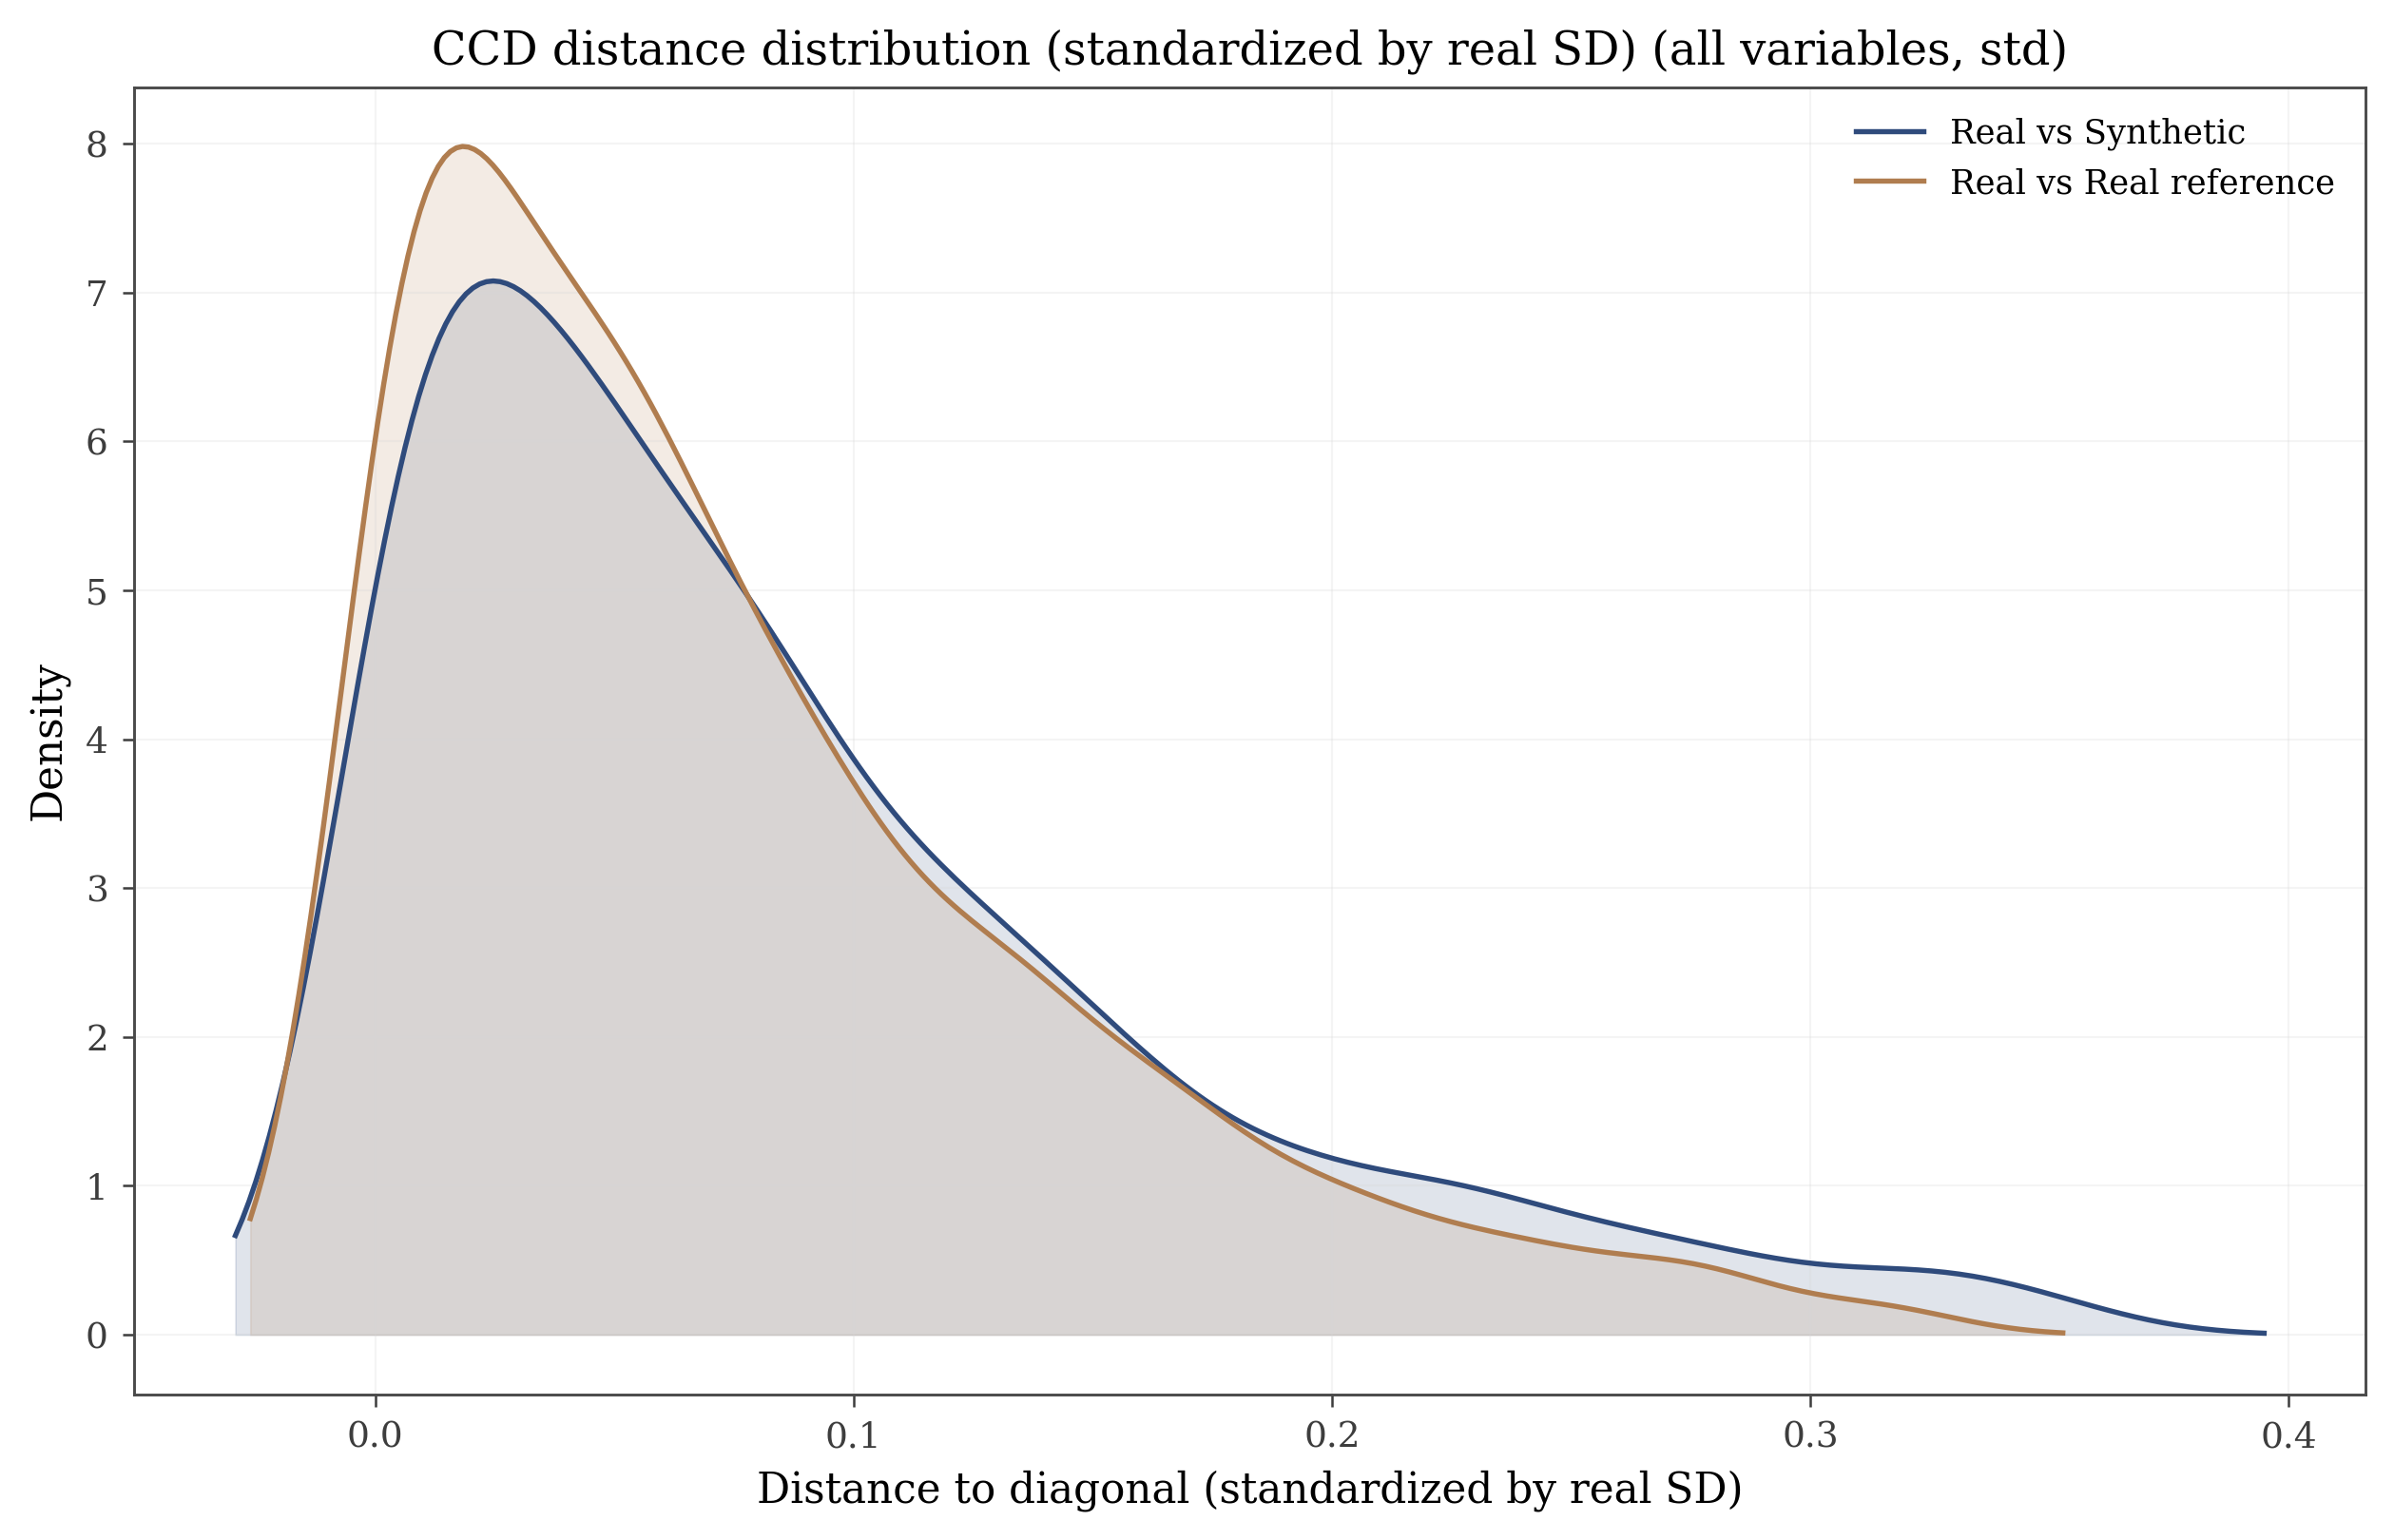 CCD distance distribution (standardized by real SD) (all variables, std)
Real vs Synthetic
Real vs Real reference
Density
8
7
6
5
4
3
2
1
0
0.0 0.1 0.2 0.3 0.4
Distance to diagonal (standardized by real SD)